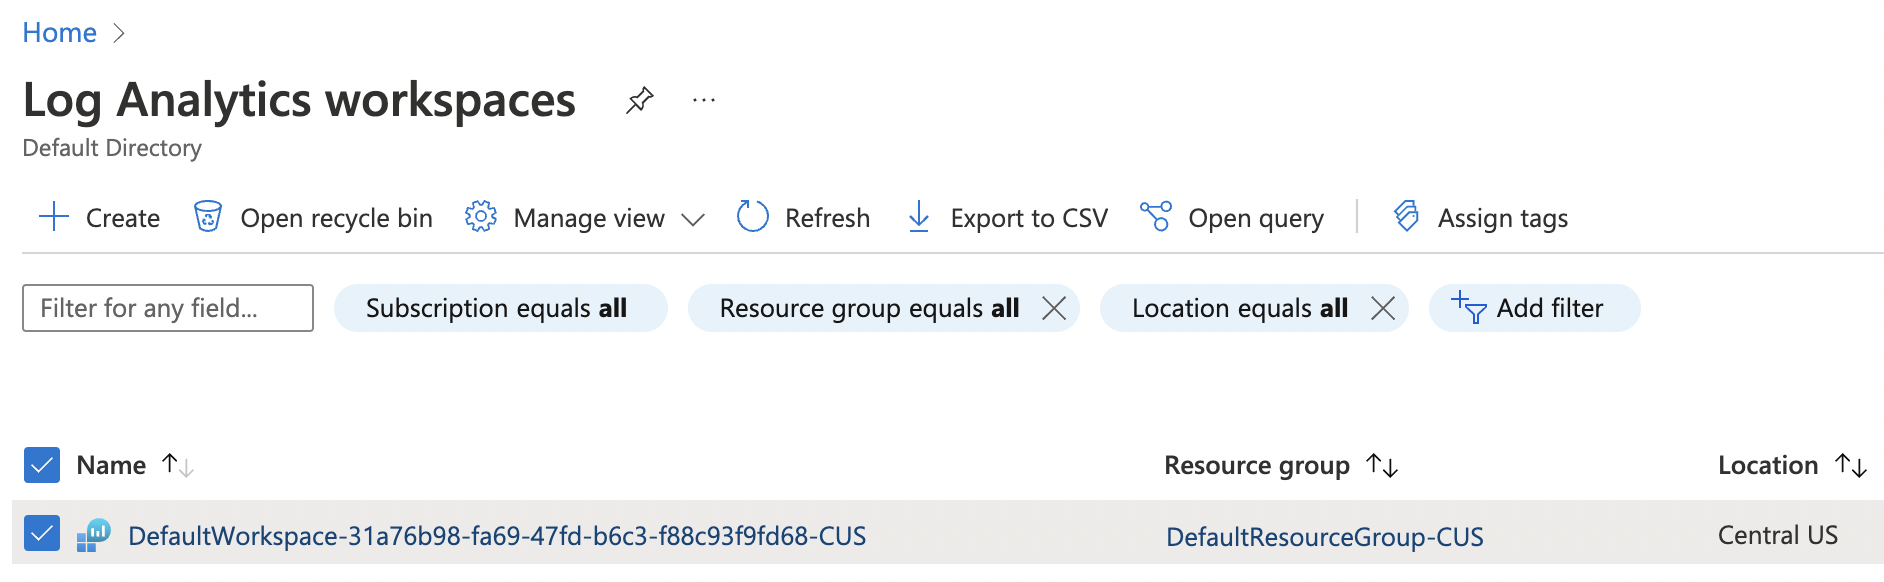 Home
Log Analytics workspaces
Default Directory
Create Open recycle bin Manage view Refresh Export to CSV Open query Assign tags
Filter for any field... Subscription equals all Resource group equals all Location equals all Add filter
Name Resource group Location
DefaultWorkspace-31a76b98-fa69-47fd-b6c3-f88c93f9fd68-CUS DefaultResourceGroup-CUS Central US